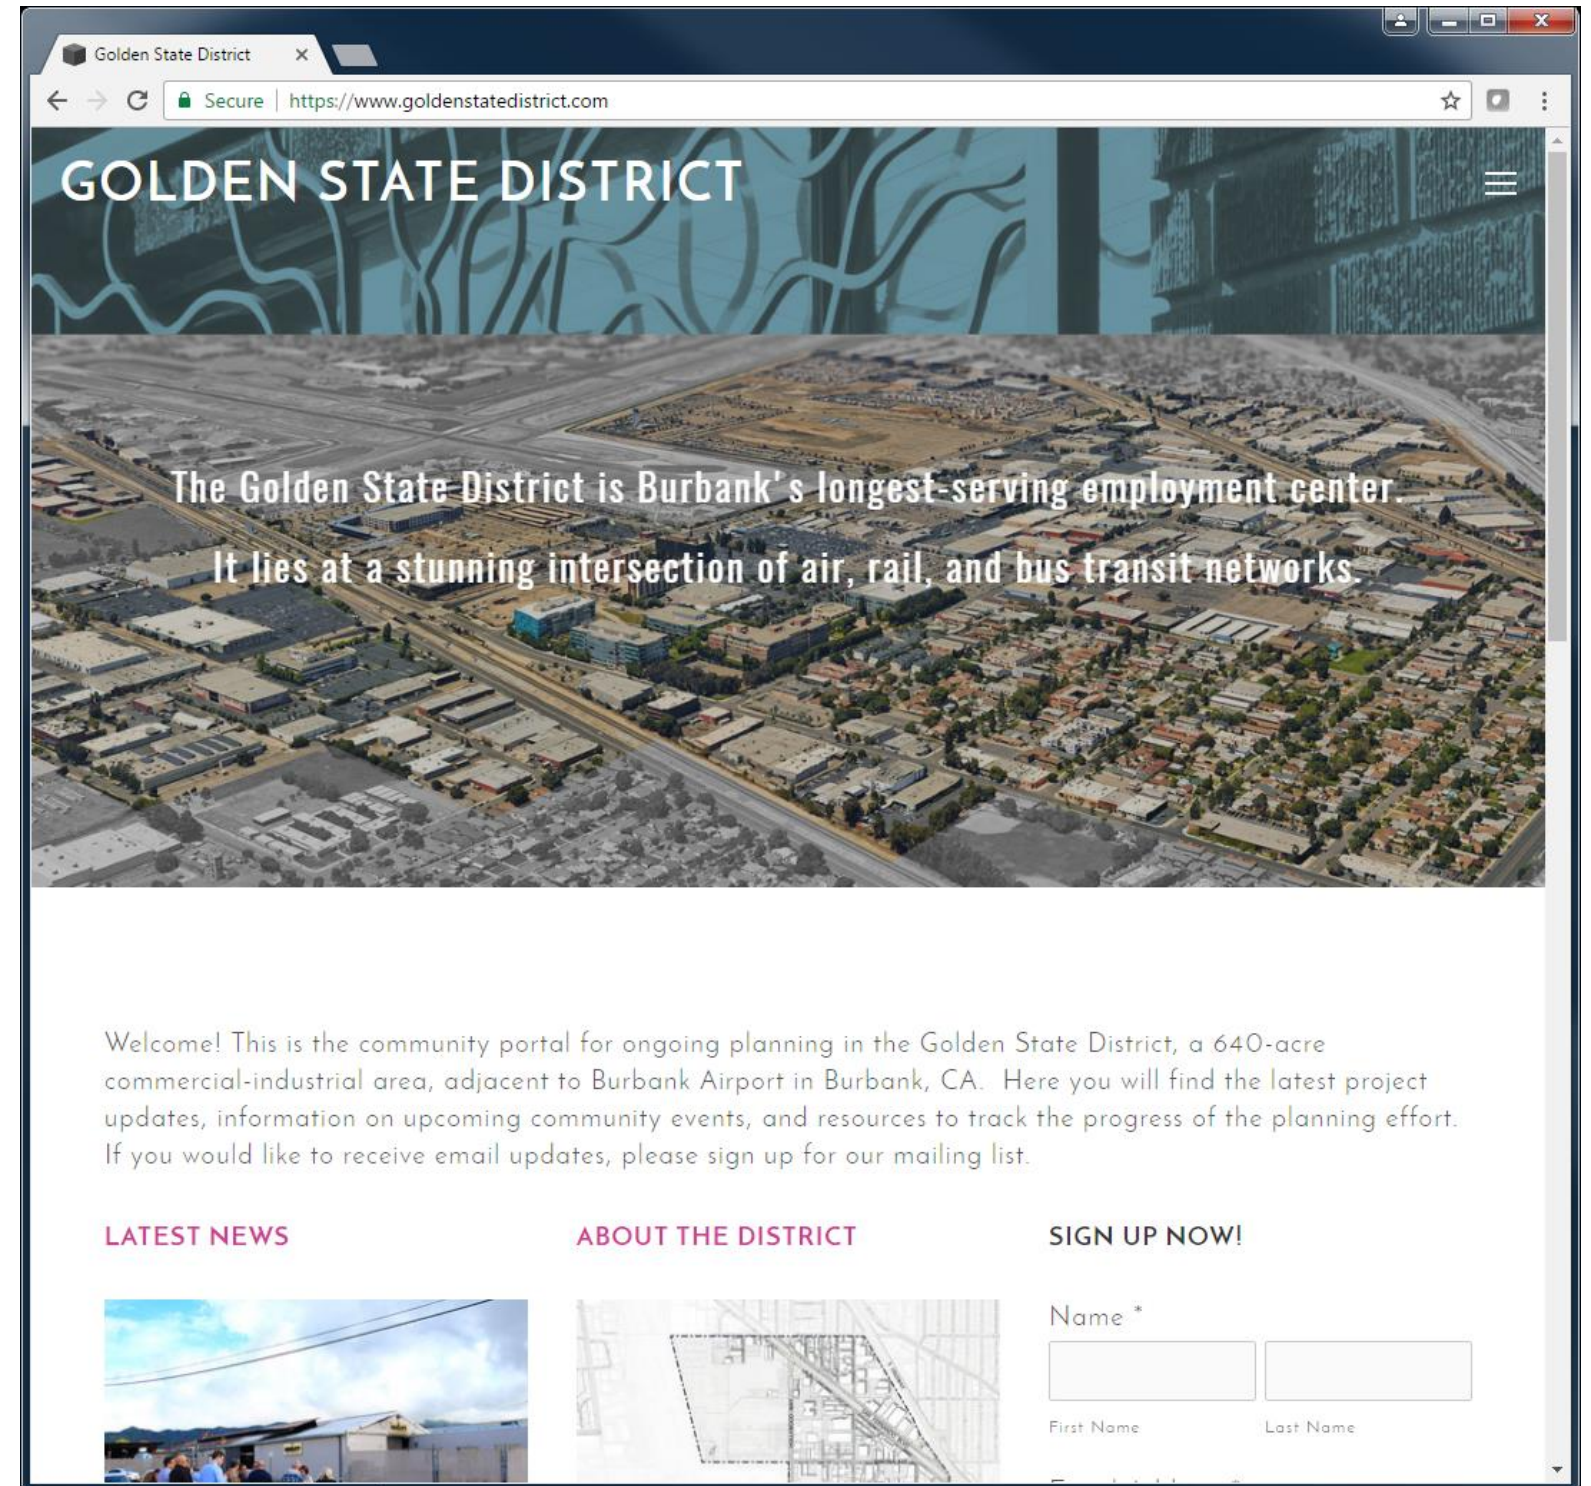 Golden State District
Secure | https://www.goldenstatedistrict.com
GOLDEN STATE DISTRICT
The Golden State District is Burbank's longest-serving employment center.
It lies at a stunning intersection of air, rail, and bus transit networks.
Welcome! This is the community portal for ongoing planning in the Golden State District, a 640-acre
commercial-industrial area, adjacent to Burbank Airport in Burbank, CA. Here you will find the latest project
updates, information on upcoming community events, and resources to track the progress of the planning effort.
If you would like to receive email updates, please sign up for our mailing list.
LATEST NEWS
ABOUT THE DISTRICT
SIGN UP NOW!
Name *
First Name
Last Name